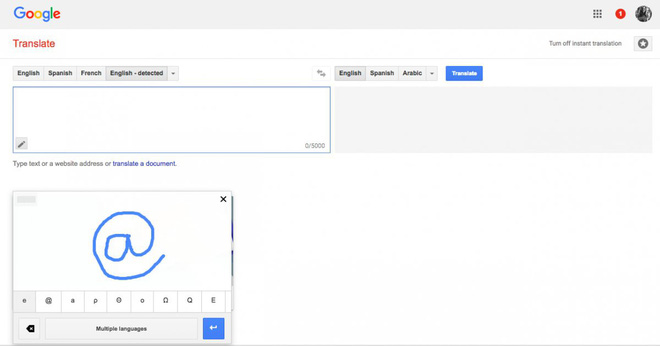 Google
1
Translate
Turn off instant translation
English Spanish French English - detected
English Spanish Arabic Translate
0/5000
Type text or a website address or translate a document.
@
e @ a ρ Θ o Ω Q E
Multiple languages